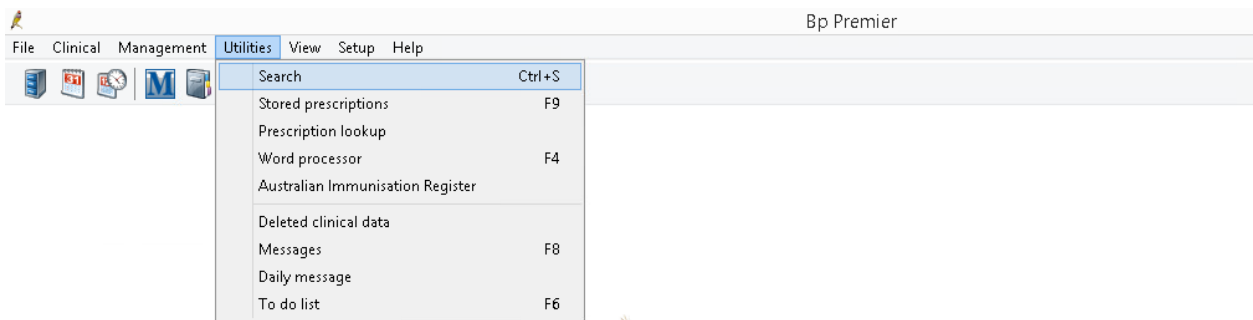 Bp Premier
File Clinical Management Utilities View Setup Help
31 M
Search Ctrl+S
Stored prescriptions F9
Prescription lookup
Word processor F4
Australian Immunisation Register
Deleted clinical data
Messages F8
Daily message
To do list F6